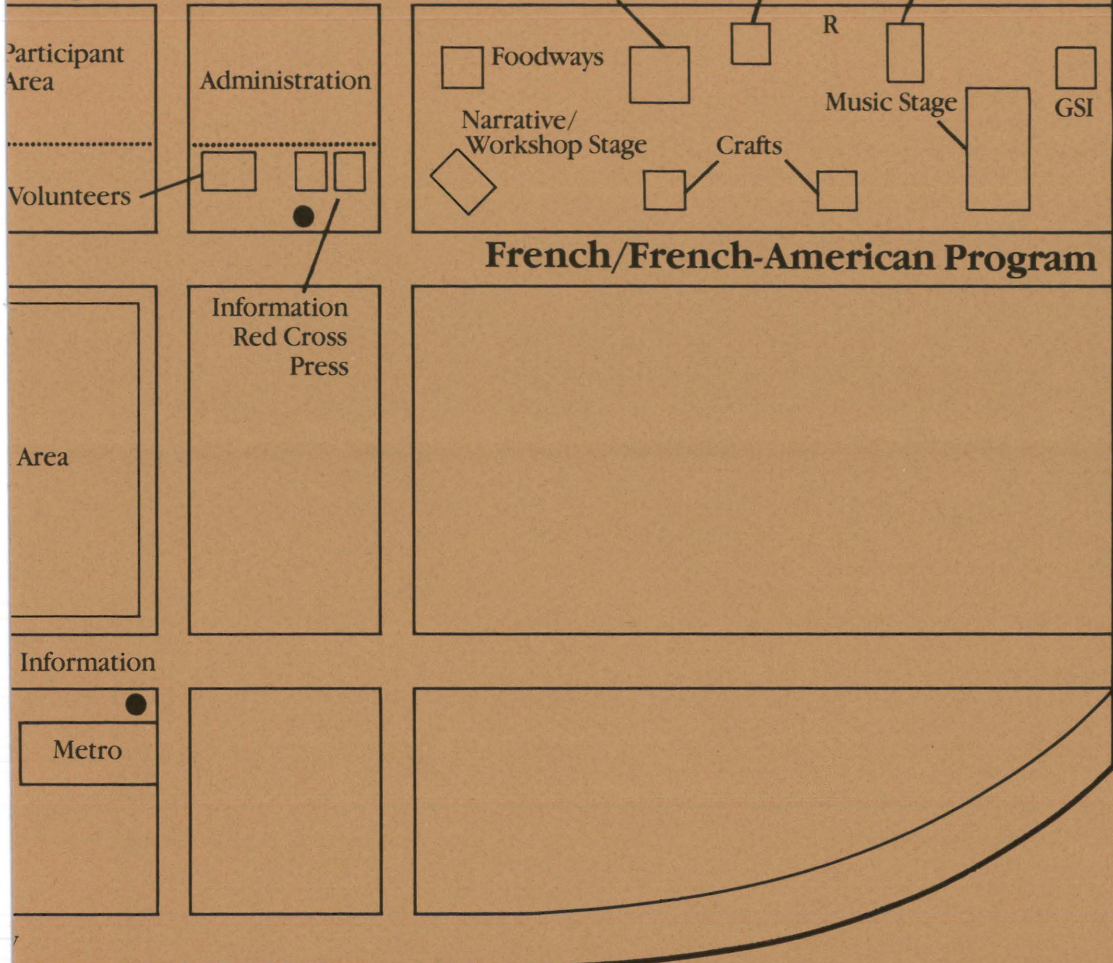 Participant
Area
Administration
Foodways
R
Music Stage
GSI
Narrative/
Workshop Stage
Crafts
Volunteers
French/French-American Program
Information
Red Cross
Press
Area
Information
Metro